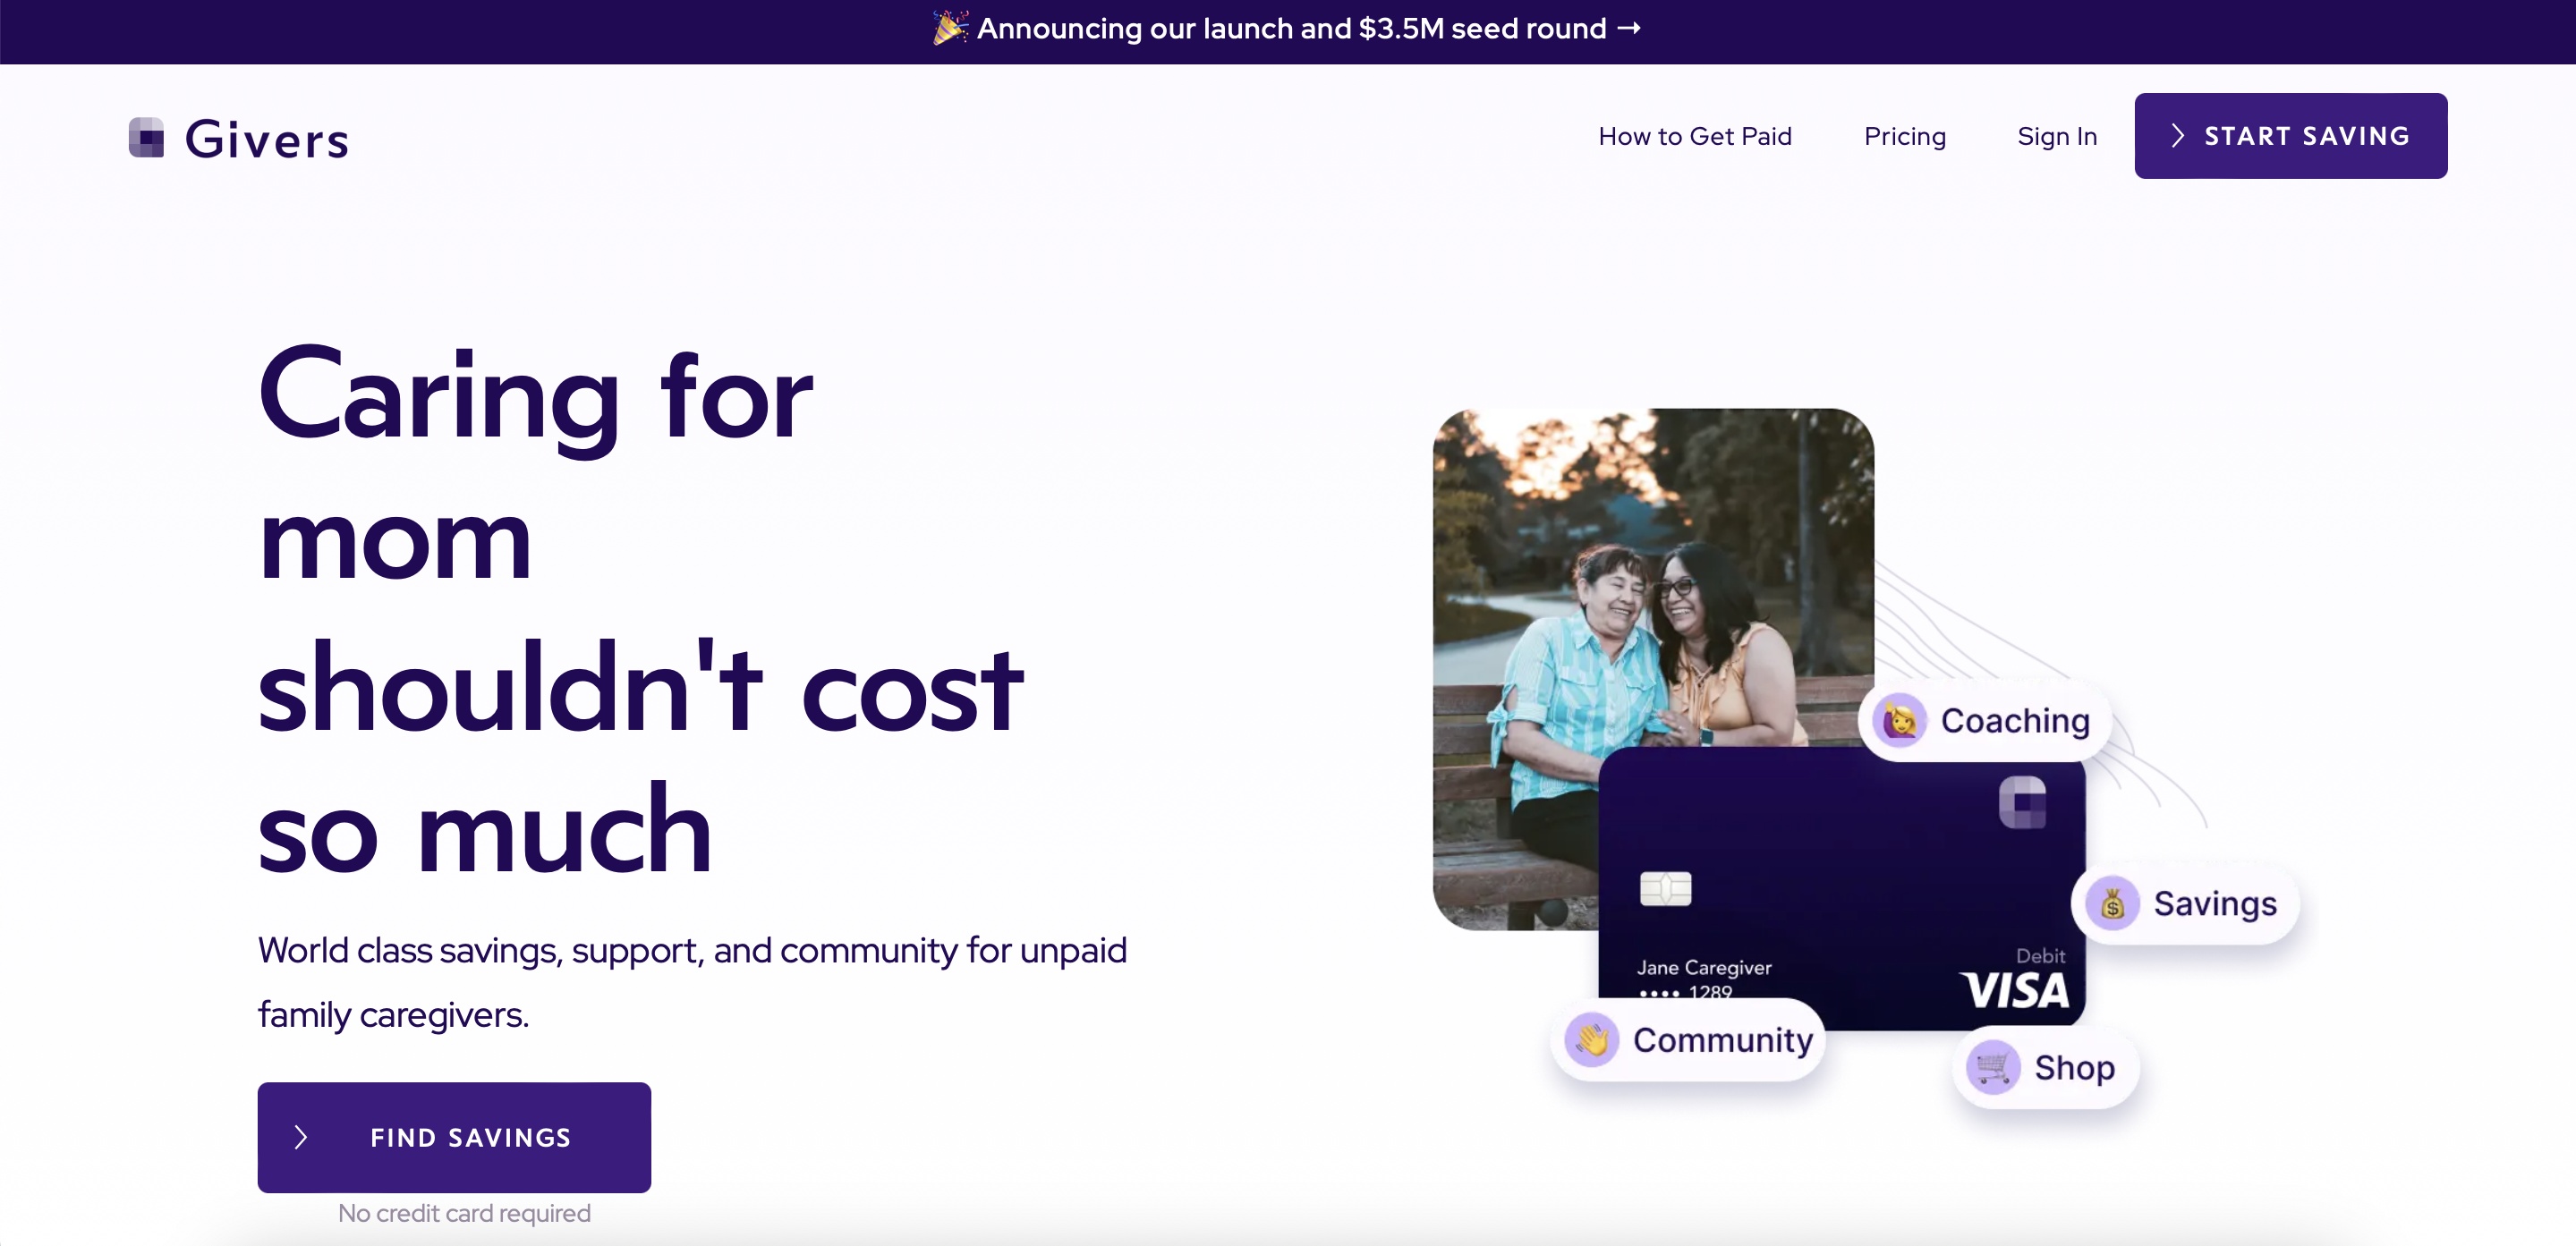 🎉 Announcing our launch and $3.5M seed round →
Givers
How to Get Paid
Pricing
Sign In
START SAVING
Caring for
mom
shouldn't cost
so much
World class savings, support, and community for unpaid
family caregivers.
FIND SAVINGS
No credit card required
Coaching
Savings
Debit
VISA
Jane Caregiver
•••• 1289
Community
Shop